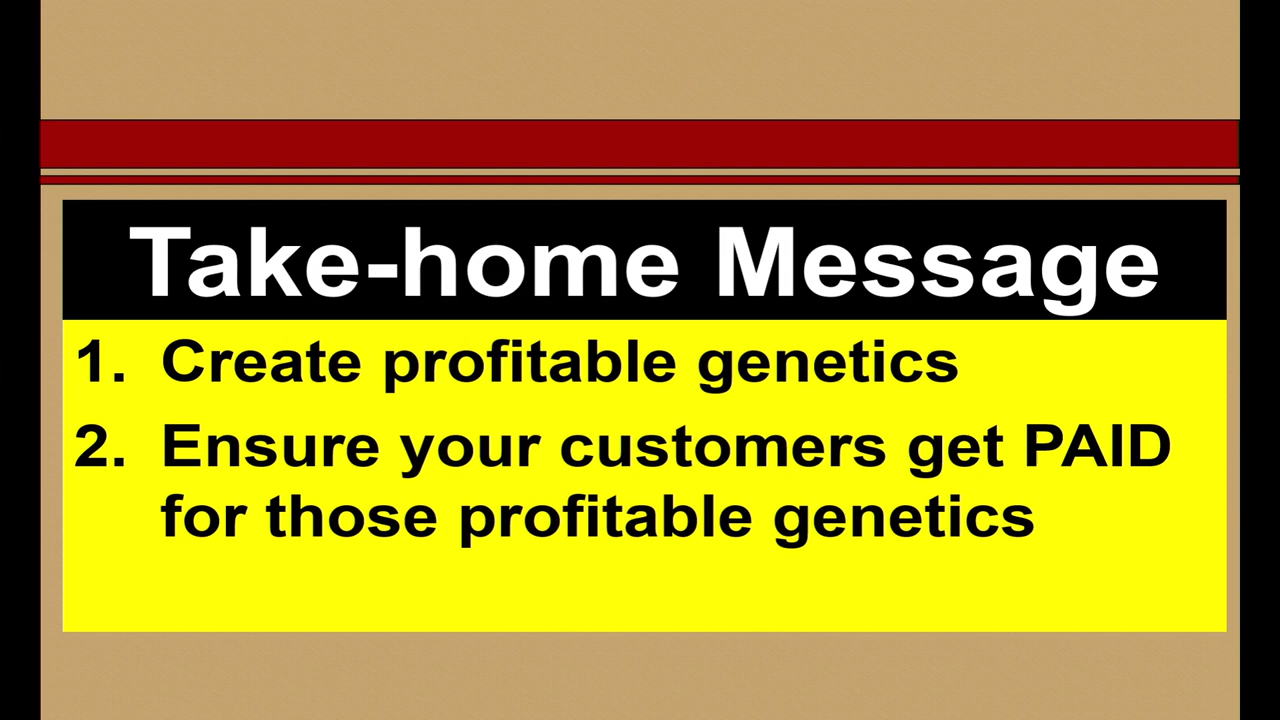 Take-home Message
1. Create profitable genetics
2. Ensure your customers get PAID
for those profitable genetics